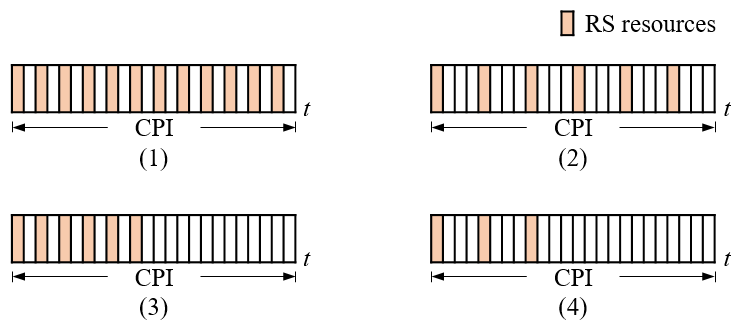 RS resources
t
CPI
(1)
t
CPI
(2)
t
CPI
(3)
t
CPI
(4)